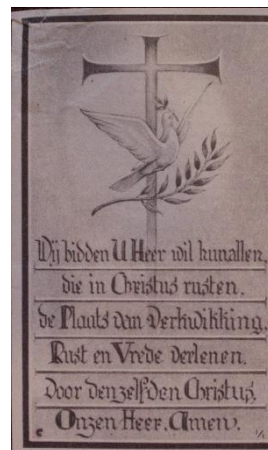 Wij bidden U Heer wil hun allen,
die in Christus rusten,
de Plaats van Verkwikking,
Rust en Vrede verlenen.
Door denzelfden Christus,
Onzen Heer. Amen.